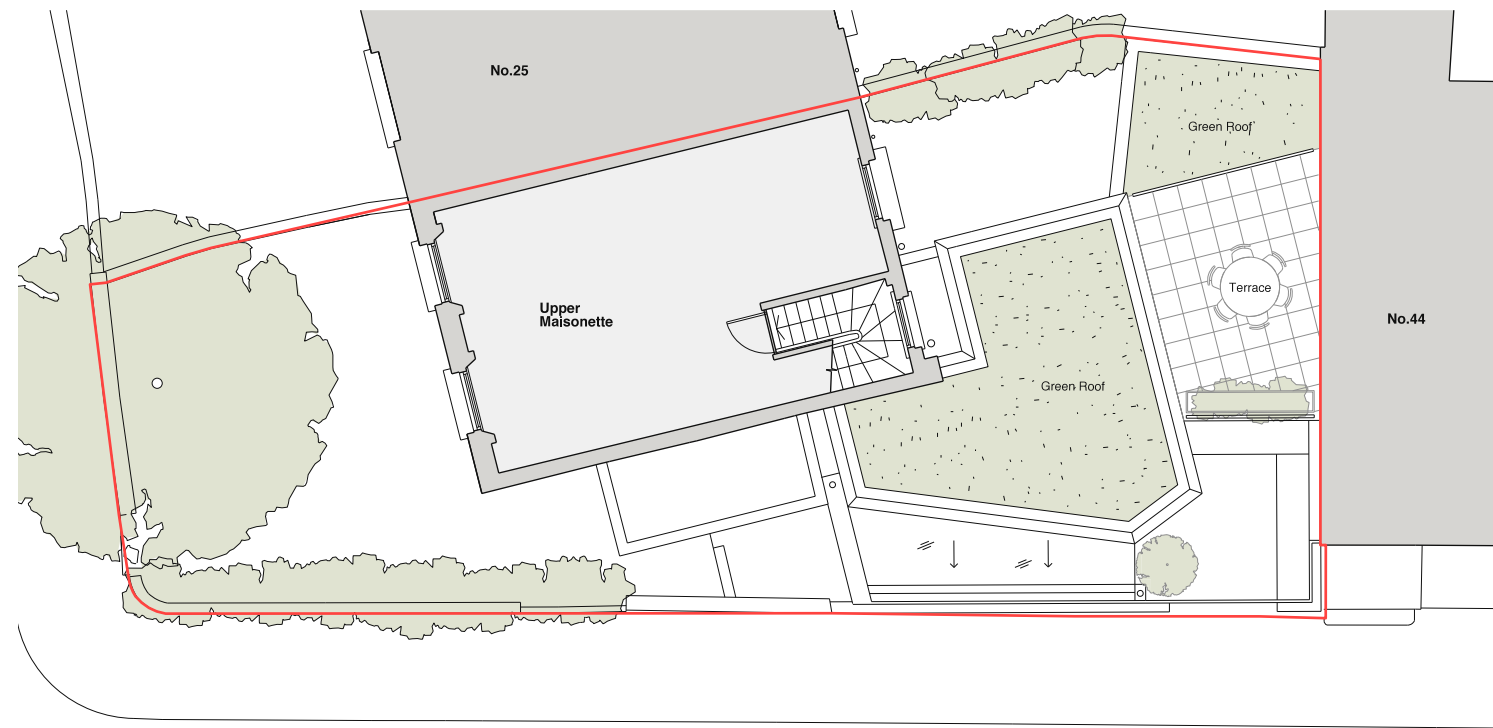 No.25
Green Roof
Terrace
Upper
Maisonette
No.44
Green Roof